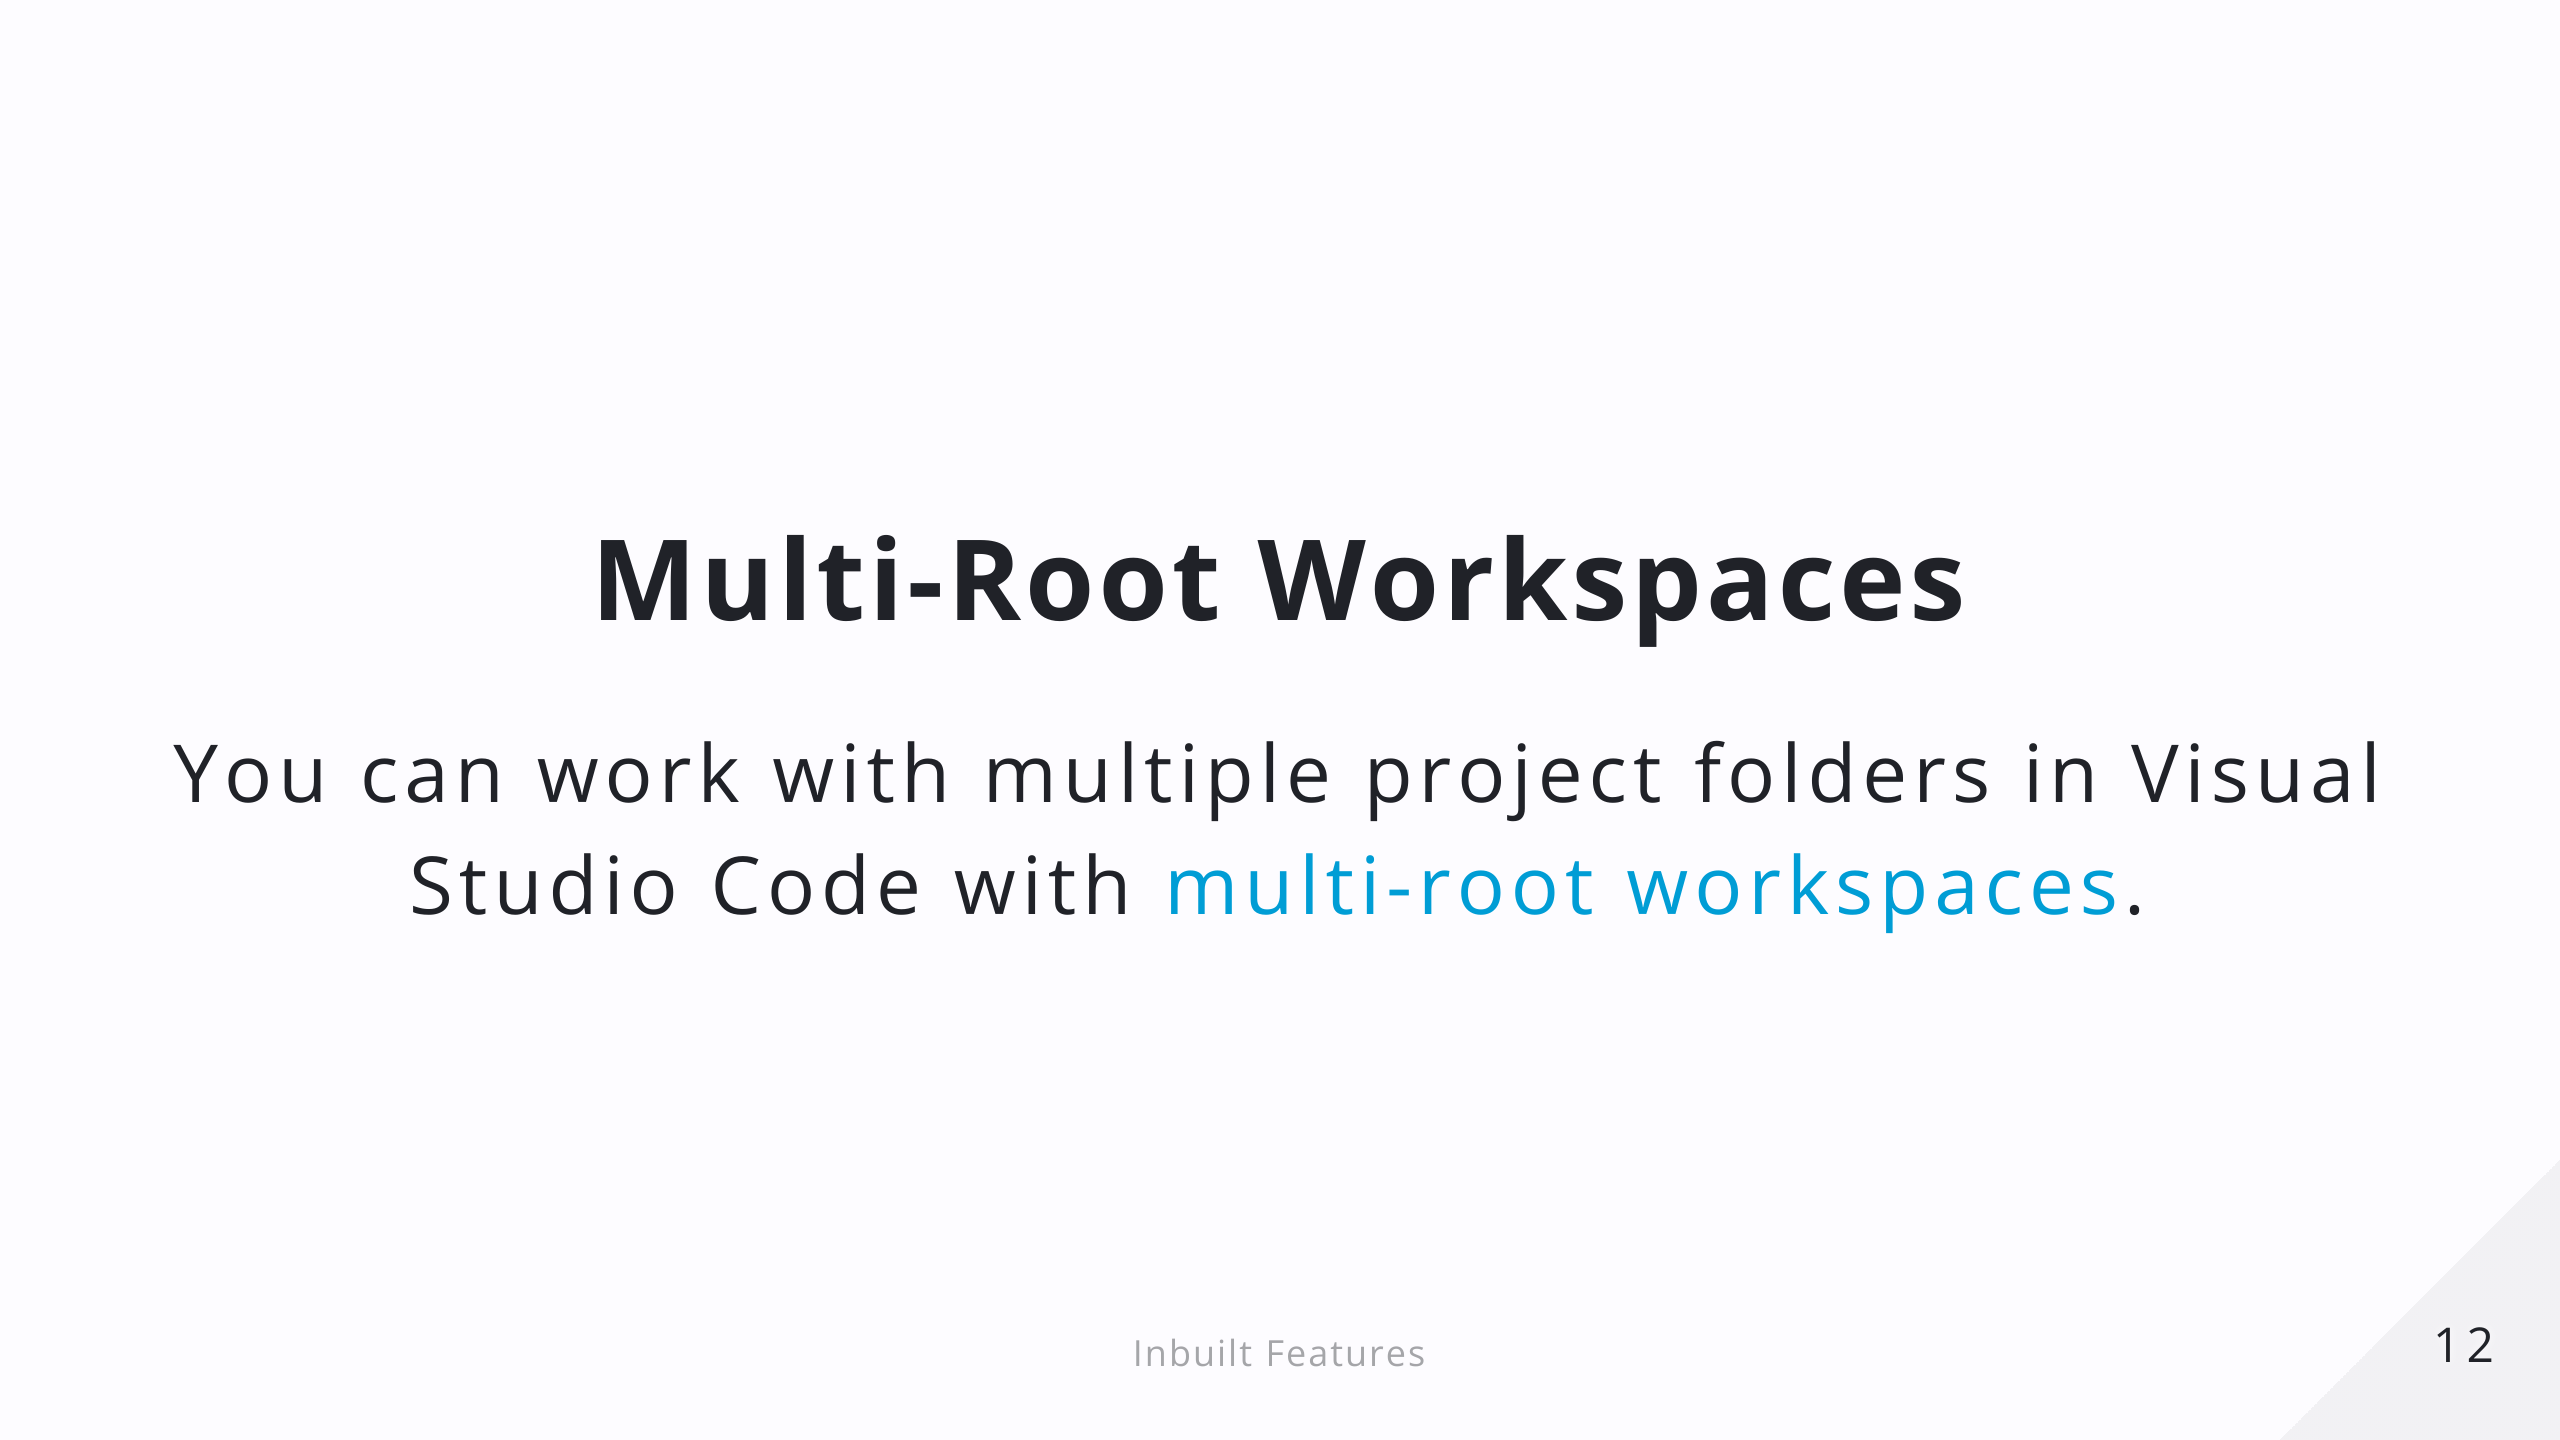 Multi-Root Workspaces
You can work with multiple project folders in Visual
Studio Code with multi-root workspaces.
Inbuilt Features
12